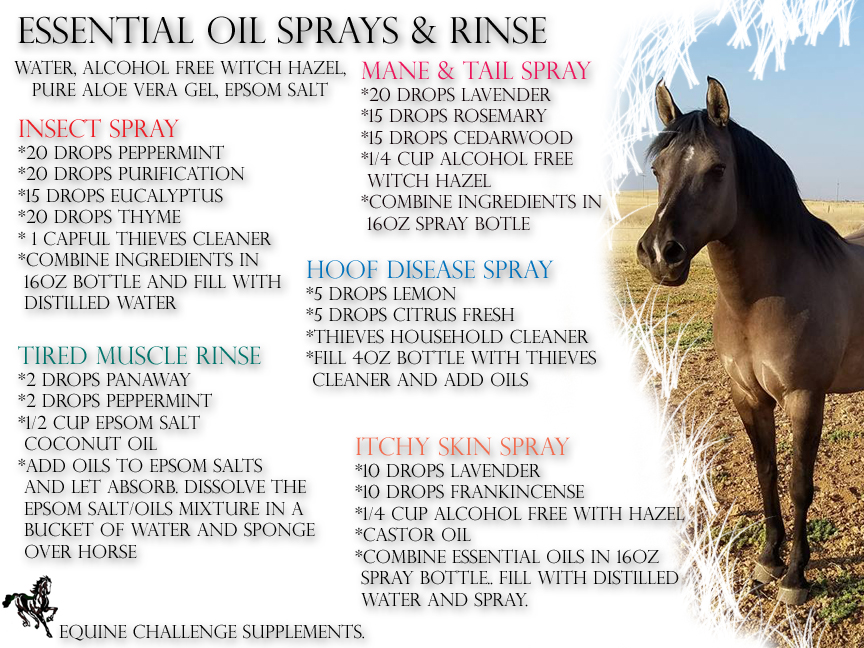 ESSENTIAL OIL SPRAYS & RINSE
WATER, ALCOHOL FREE WITCH HAZEL,
PURE ALOE VERA GEL, EPSOM SALT
INSECT SPRAY
*20 DROPS PEPPERMINT
*20 DROPS PURIFICATION
*15 DROPS EUCALYPTUS
*20 DROPS THYME
* 1 CAPFUL THIEVES CLEANER
*COMBINE INGREDIENTS IN
16OZ BOTTLE AND FILL WITH
DISTILLED WATER
TIRED MUSCLE RINSE
*2 DROPS PANAWAY
*2 DROPS PEPPERMINT
*1/2 CUP EPSOM SALT
COCONUT OIL
*ADD OILS TO EPSOM SALTS
AND LET ABSORB. DISSOLVE THE
EPSOM SALT/OILS MIXTURE IN A
BUCKET OF WATER AND SPONGE
OVER HORSE
MANE & TAIL SPRAY
*20 DROPS LAVENDER
*15 DROPS ROSEMARY
*15 DROPS CEDARWOOD
*1/4 CUP ALCOHOL FREE
WITCH HAZEL
*COMBINE INGREDIENTS IN
16OZ SPRAY BOTLE
HOOF DISEASE SPRAY
*5 DROPS LEMON
*5 DROPS CITRUS FRESH
*THIEVES HOUSEHOLD CLEANER
*FILL 4OZ BOTTLE WITH THIEVES
CLEANER AND ADD OILS
ITCHY SKIN SPRAY
*10 DROPS LAVENDER
*10 DROPS FRANKINCENSE
*1/4 CUP ALCOHOL FREE WITH HAZEL
*CASTOR OIL
*COMBINE ESSENTIAL OILS IN 16OZ
SPRAY BOTTLE.. FILL WITH DISTILLED
WATER AND SPRAY.
EQUINE CHALLENGE SUPPLEMENTS.